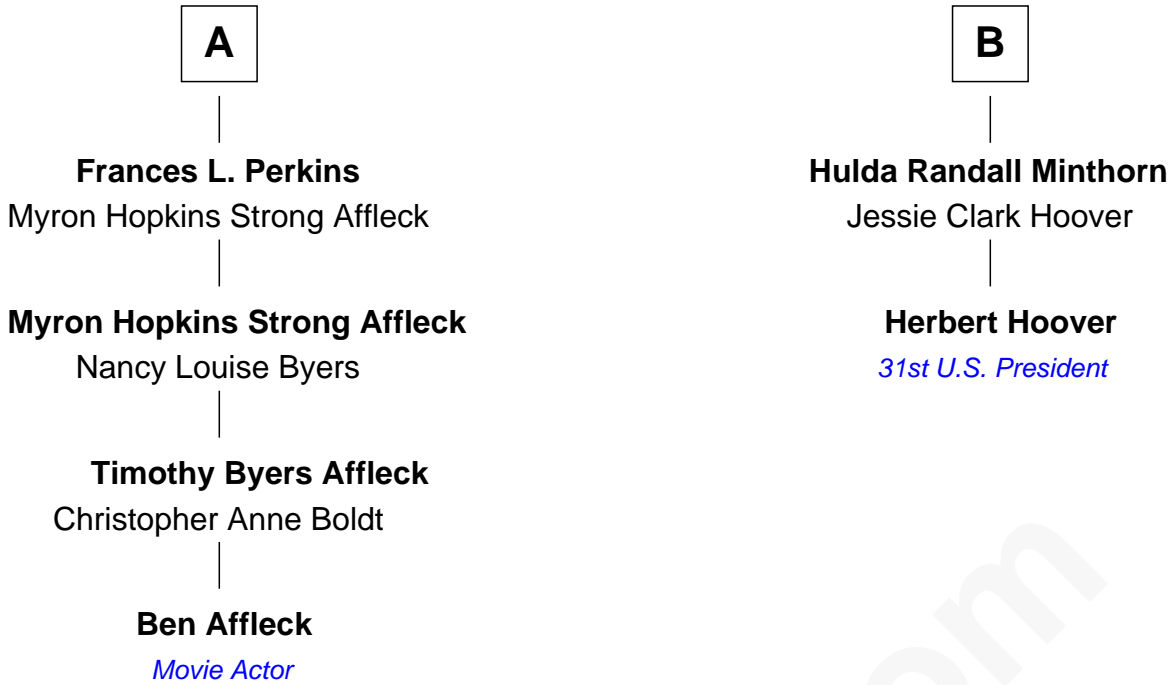 A
Frances L. Perkins
Myron Hopkins Strong Affleck
Myron Hopkins Strong Affleck
Nancy Louise Byers
Timothy Byers Affleck
Christopher Anne Boldt
Ben Affleck
Movie Actor
B
Hulda Randall Minthorn
Jessie Clark Hoover
Herbert Hoover
31st U.S. President
om